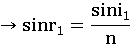 → sinr₁ = sini₁/n